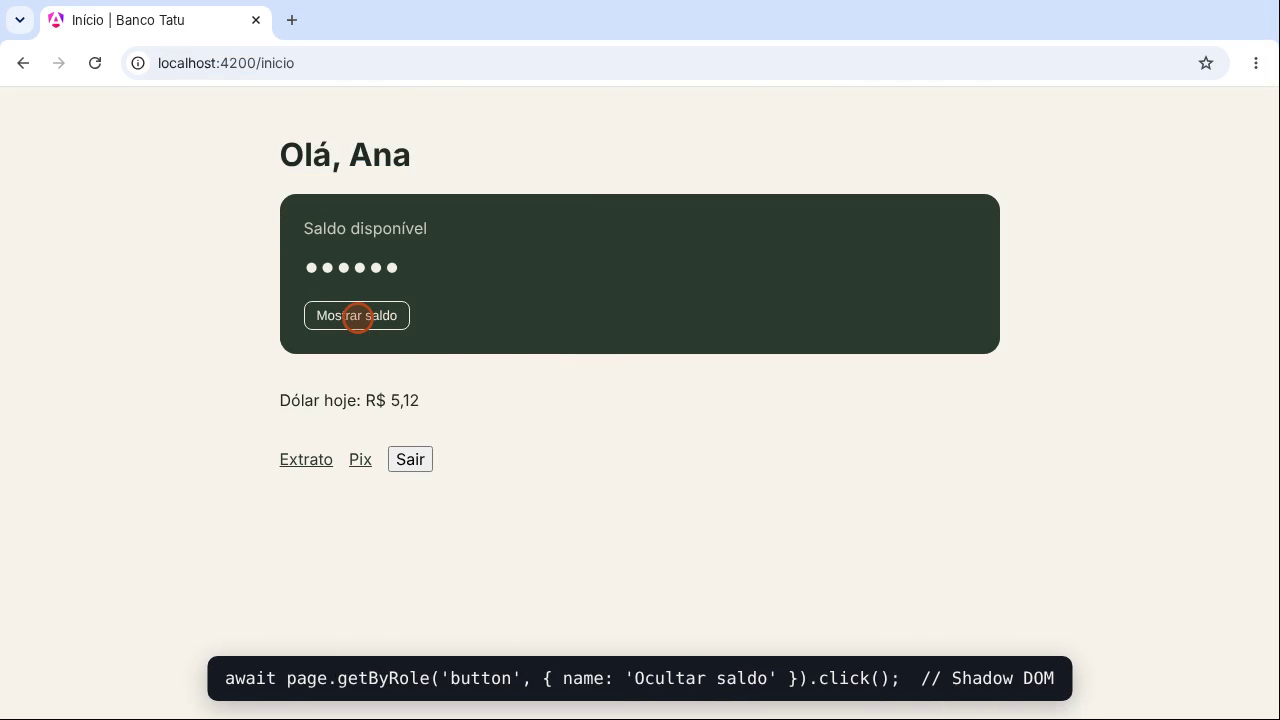 Início | Banco Tatu
localhost:4200/inicio
Olá, Ana
Saldo disponível
●●●●●●
Mostrar saldo
Dólar hoje: R$ 5,12
Extrato Pix Sair
await page.getByRole('button', { name: 'Ocultar saldo' }).click();  // Shadow DOM